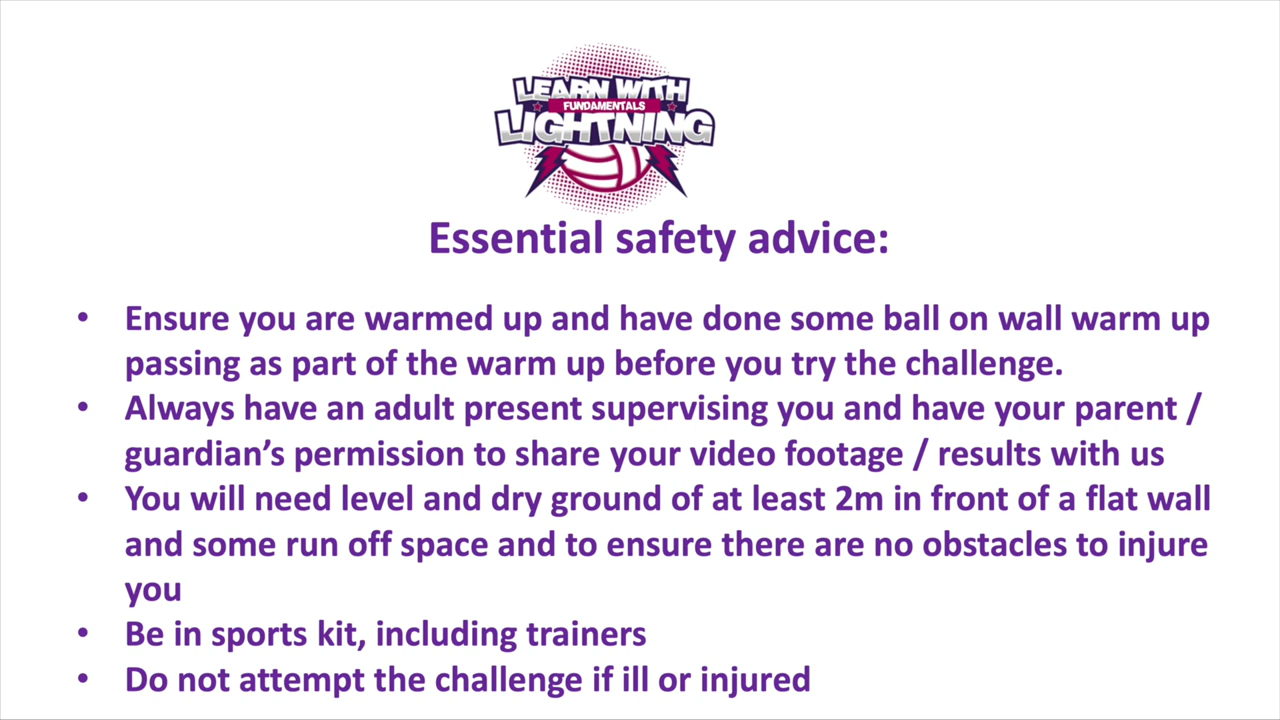 LEARN WITH
FUNDAMENTALS
LIGHTNING
Essential safety advice:
• Ensure you are warmed up and have done some ball on wall warm up
passing as part of the warm up before you try the challenge.
• Always have an adult present supervising you and have your parent /
guardian’s permission to share your video footage / results with us
• You will need level and dry ground of at least 2m in front of a flat wall
and some run off space and to ensure there are no obstacles to injure
you
• Be in sports kit, including trainers
• Do not attempt the challenge if ill or injured